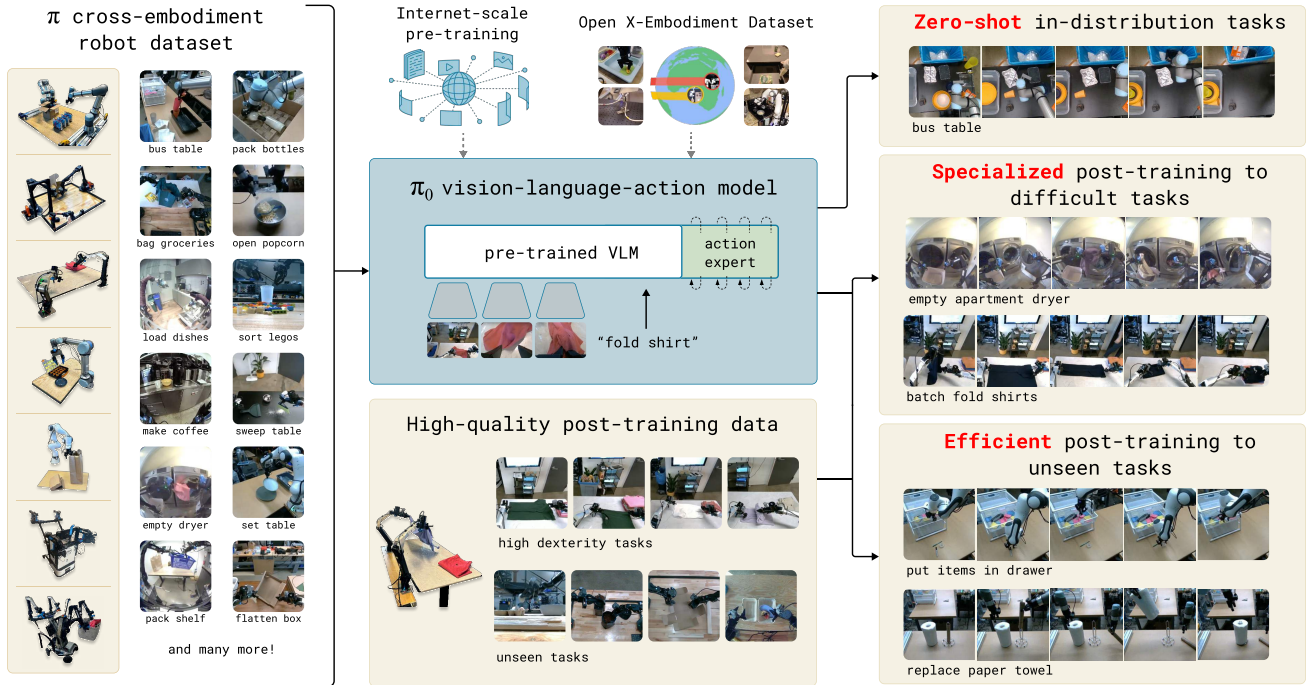 π cross-embodiment
robot dataset
bus table
pack bottles
bag groceries
open popcorn
load dishes
sort legos
make coffee
sweep table
empty dryer
set table
pack shelf
flatten box
and many more!
Internet-scale
pre-training
Open X-Embodiment Dataset
π₀ vision-language-action model
pre-trained VLM
action
expert
“fold shirt”
High-quality post-training data
high dexterity tasks
unseen tasks
Zero-shot in-distribution tasks
bus table
Specialized post-training to
difficult tasks
empty apartment dryer
batch fold shirts
Efficient post-training to
unseen tasks
put items in drawer
replace paper towel